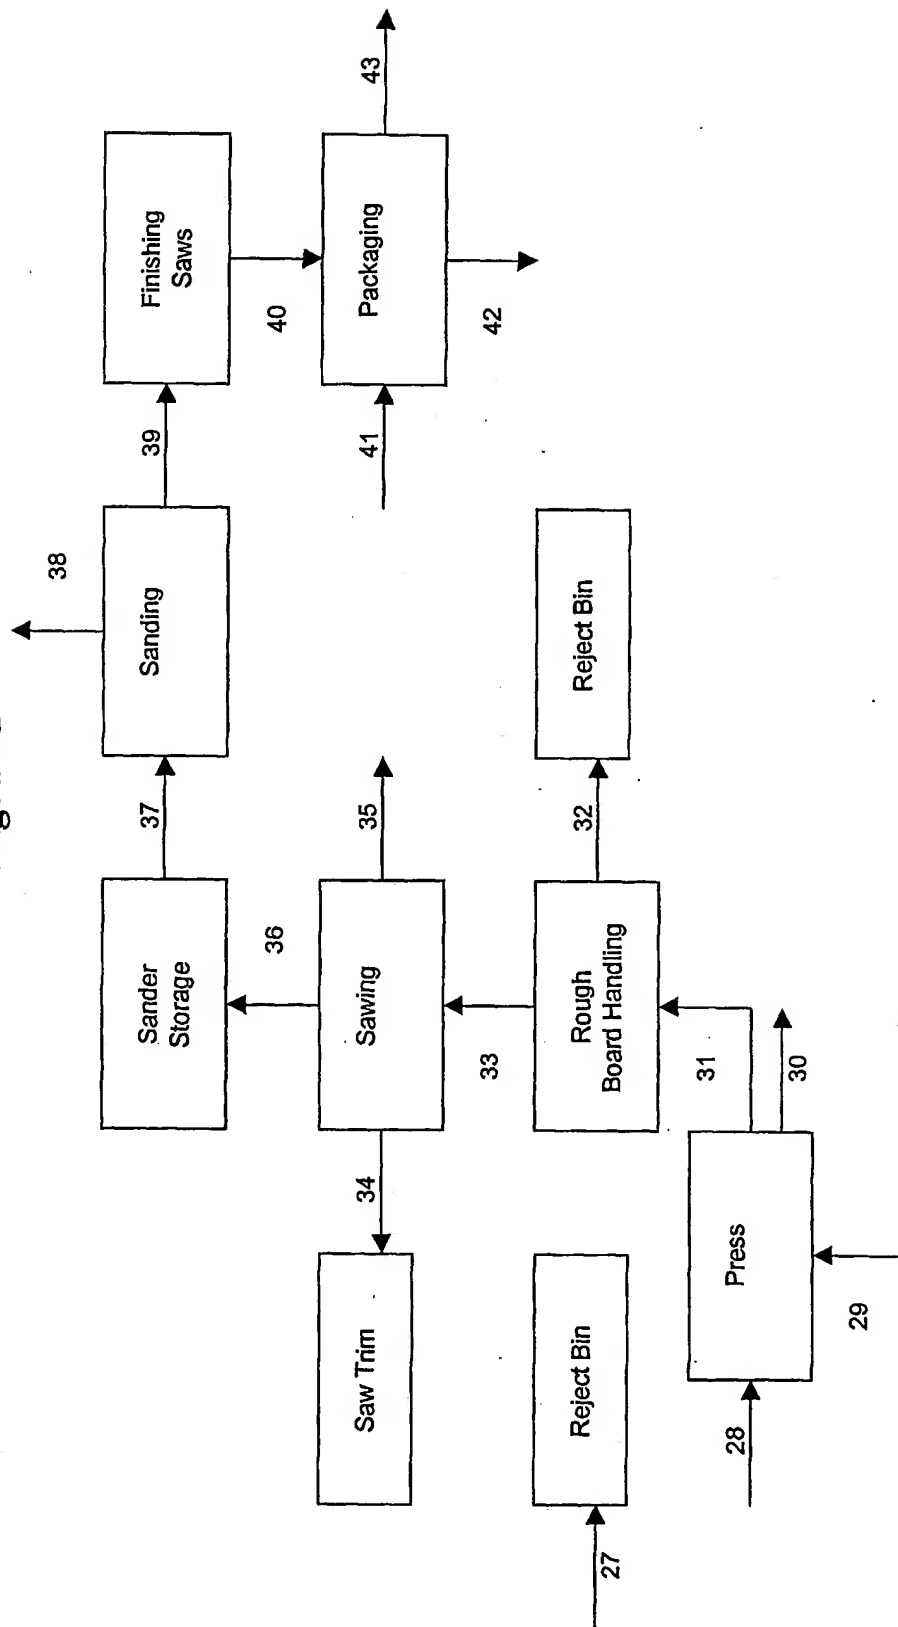 38
Sander
Storage
37
Sanding
39
Finishing
Saws
36
40
Saw Trim
34
Sawing
35
41
Packaging
43
33
42
27
Reject Bin
Rough
Board Handling
32
Reject Bin
31
28
Press
30
29